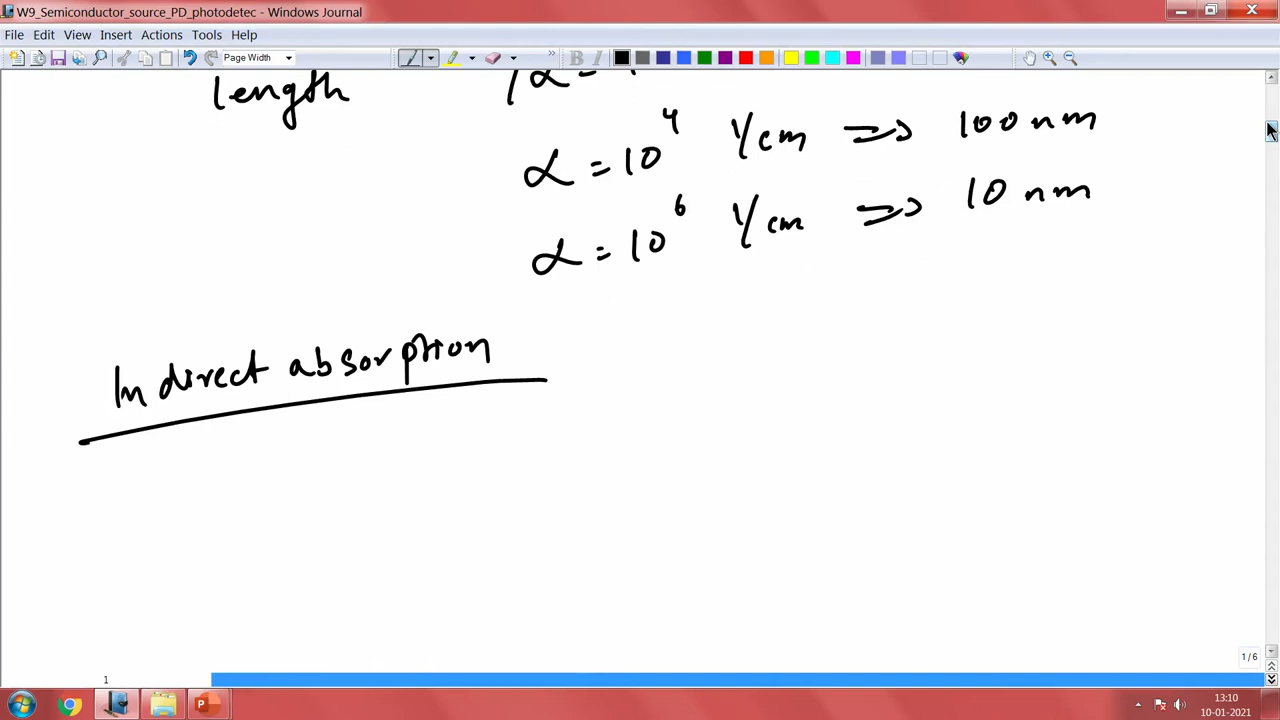 W9_Semiconductor_source_PD_photodetec - Windows Journal
File Edit View Insert Actions Tools Help
Page Width
B I
length
α = 10⁴ 1/cm ⇒ 100 nm
α = 10⁶ 1/cm ⇒ 10 nm
Indirect absorption
1/6
1
13:10
10-01-2021